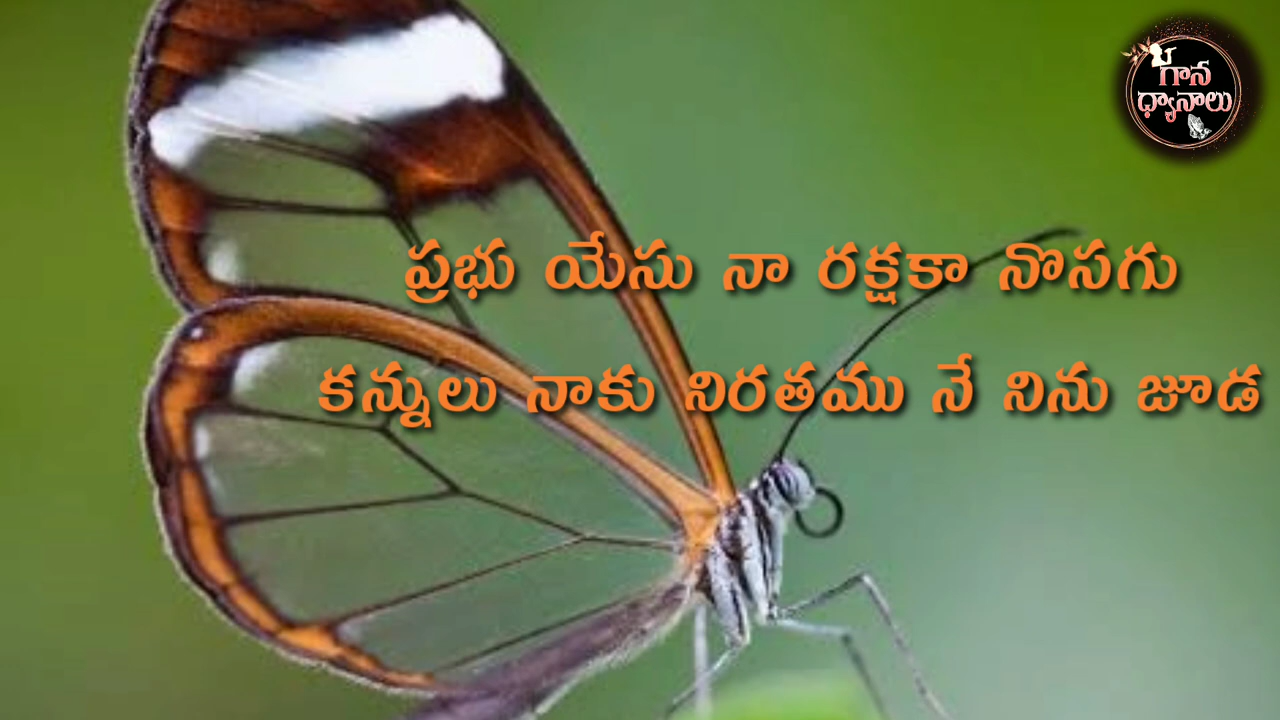 గాన
ధ్యానాలు
ప్రభు యేసు నా రక్షకా నొసగు
కన్నులు నాకు నిరతము నే నిను జూడ